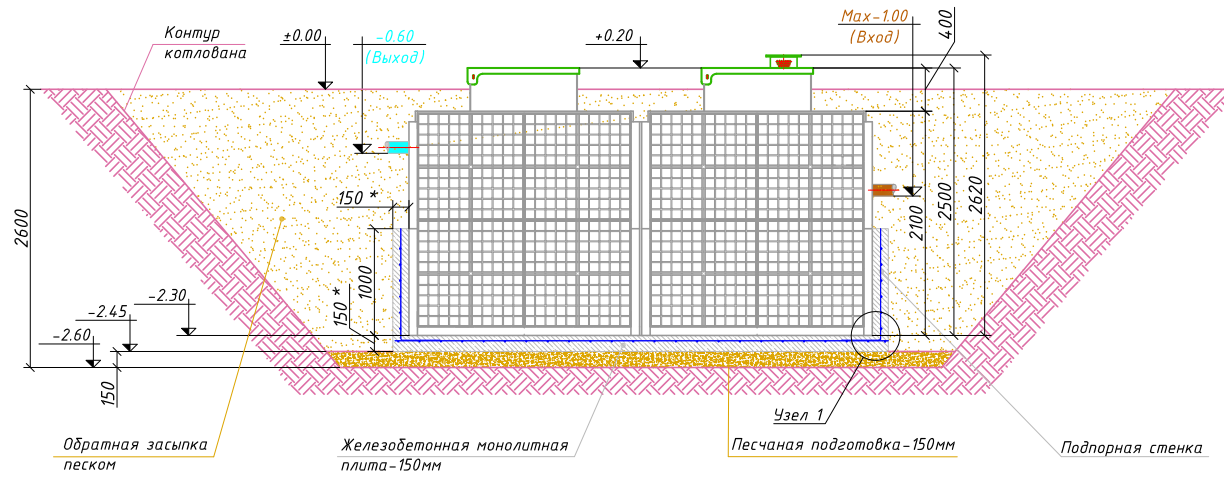 Контур
котлована
±0.00
-0.60
(Выход)
+0.20
Max-1.00
(Вход)
400
2600
150 *
1000
150 *
2100
2500
2620
-2.30
-2.45
-2.60
150
Узел 1
Обратная засыпка
песком
Железобетонная монолитная
плита-150мм
Песчаная подготовка-150мм
Подпорная стенка